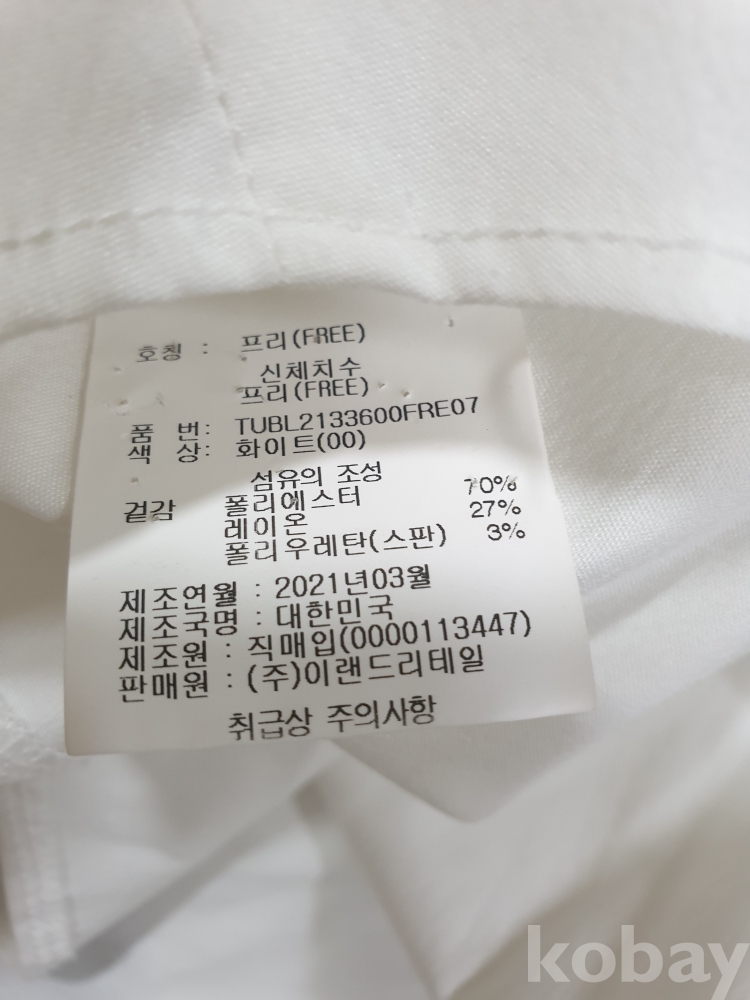 호칭 : 프리(FREE)
신체치수
프리(FREE)
품 번: TUBL2133600FRE07
색 상: 화이트(00)
섬유의 조성
겉감 폴리에스터 70%
레이온 27%
폴리우레탄(스판) 3%
제조연월 : 2021년03월
제조국명 : 대한민국
제조원 : 직매입(0000113447)
판매원 : (주)이랜드리테일
취급상 주의사항
kobay